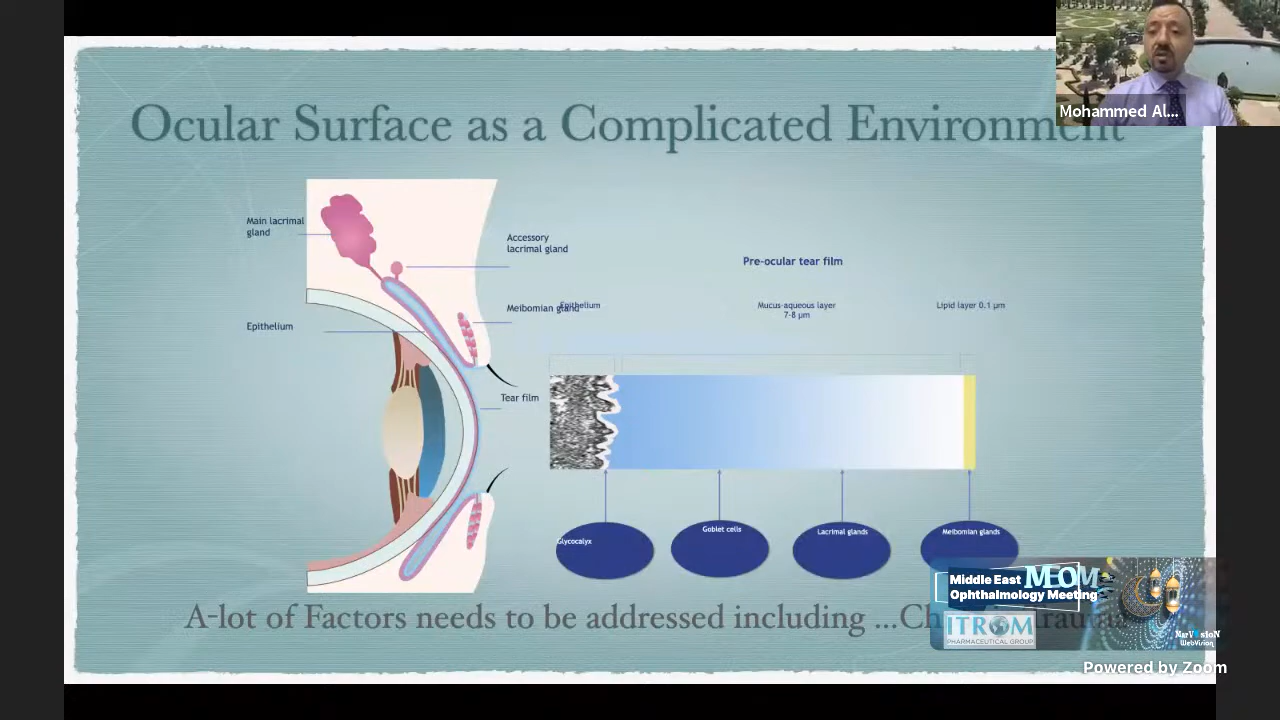 Mohammed Al...
Ocular Surface as a Complicated Environment
Main lacrimal
gland
Accessory
lacrimal gland
Pre-ocular tear film
Meibomian gland
Epithelium
Mucus-aqueous layer
7-8 µm
Lipid layer 0.1 µm
Epithelium
Tear film
Glycocalyx
Goblet cells
Lacrimal glands
Meibomian glands
Middle East MEOM
Ophthalmology Meeting
A-lot of Factors needs to be addressed including ...
ITROM
PHARMACEUTICAL GROUP
WebVision
Powered by Zoom